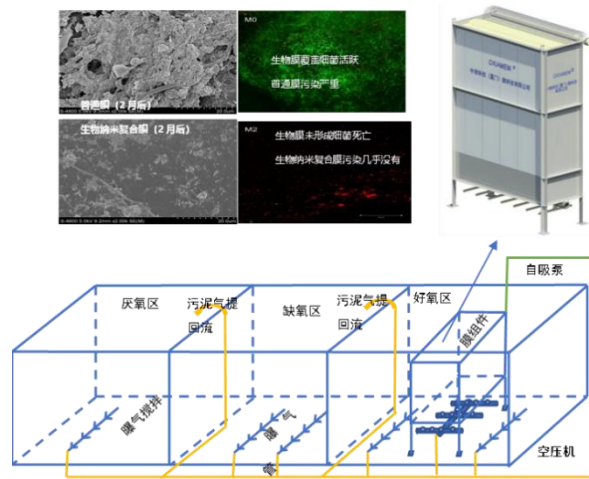 M0
生物膜覆盖细菌活跃
普通膜污染严重
普通膜（2月后）
生物纳米复合膜（2月后）
M2
生物膜未形成细菌死亡
生物纳米复合膜污染几乎没有
自吸泵
厌氧区
污泥气提
回流
缺氧区
污泥气提
回流
好氧区
膜组件
曝气搅拌
曝气
管
空压机